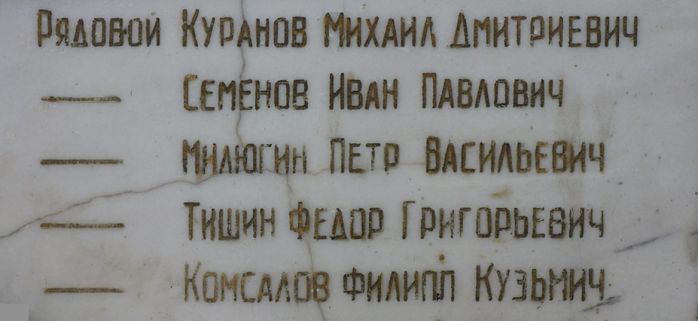 Рядовой Куранов Михаил Дмитриевич
— Семенов Иван Павлович
— Милюгин Петр Васильевич
— Тишин Федор Григорьевич
— Комсалов Филипп Кузьмич